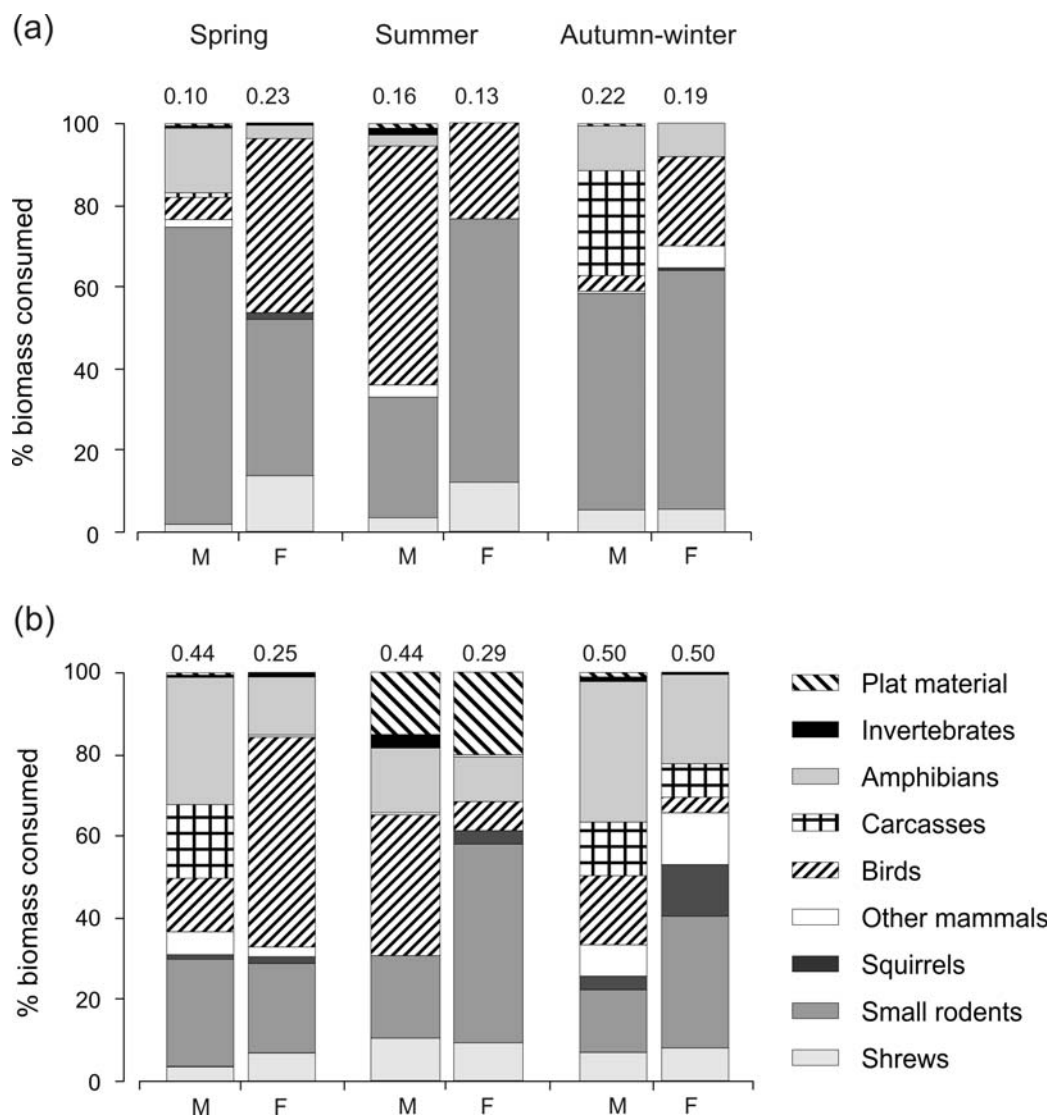 (a)
Spring Summer Autumn-winter
0.10 0.23 0.16 0.13 0.22 0.19
100
80
60
40
20
0
% biomass consumed
M F M F M F
(b)
0.44 0.25 0.44 0.29 0.50 0.50
100
80
60
40
20
0
% biomass consumed
M F M F M F
Plat material
Invertebrates
Amphibians
Carcasses
Birds
Other mammals
Squirrels
Small rodents
Shrews